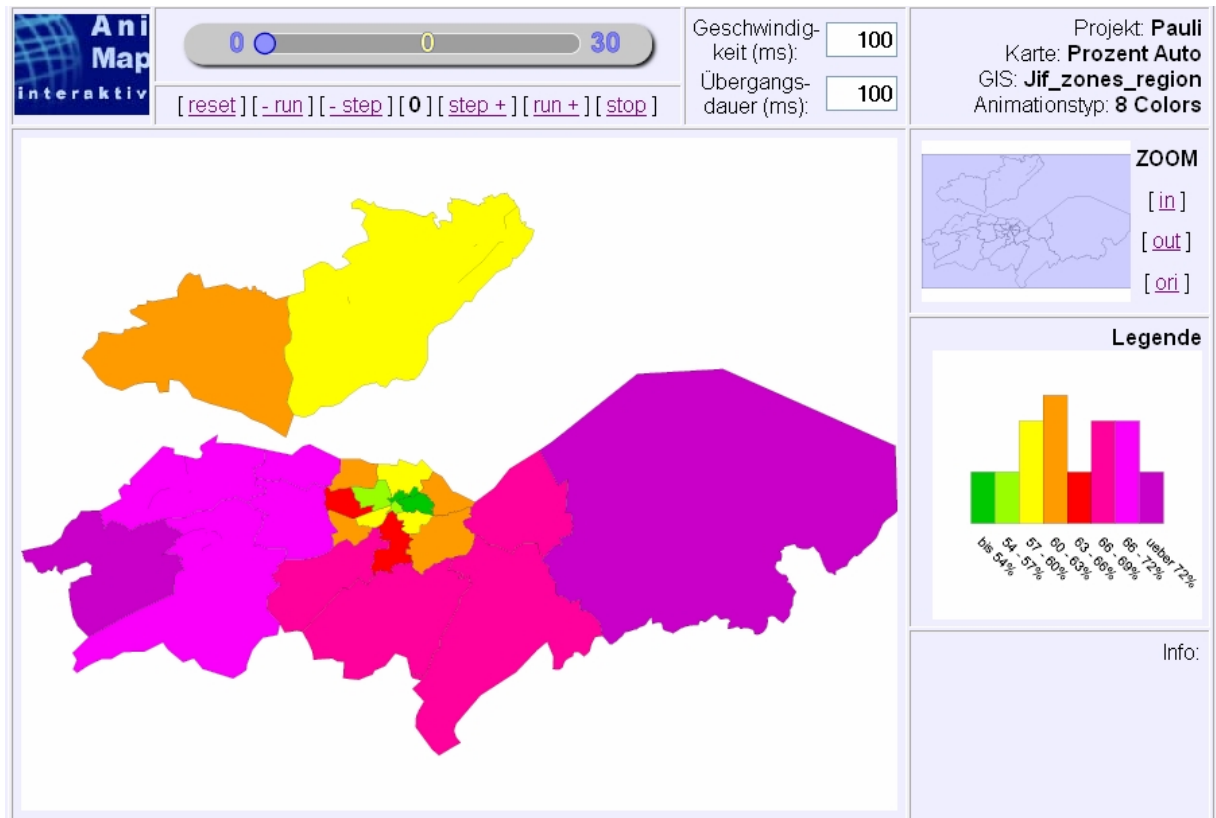 Ani
Map
interaktiv
0 0 30
[ reset ] [ - run ] [ - step ] [ 0 ] [ step + ] [ run + ] [ stop ]
Geschwindig-
keit (ms): 100
Übergangs-
dauer (ms): 100
Projekt: Pauli
Karte: Prozent Auto
GIS: Jif_zones_region
Animationstyp: 8 Colors
ZOOM
[ in ]
[ out ]
[ ori ]
Legende
bis 54%
54 - 57%
57 - 60%
60 - 63%
63 - 66%
66 - 69%
66 - 72%
ueber 72%
Info: